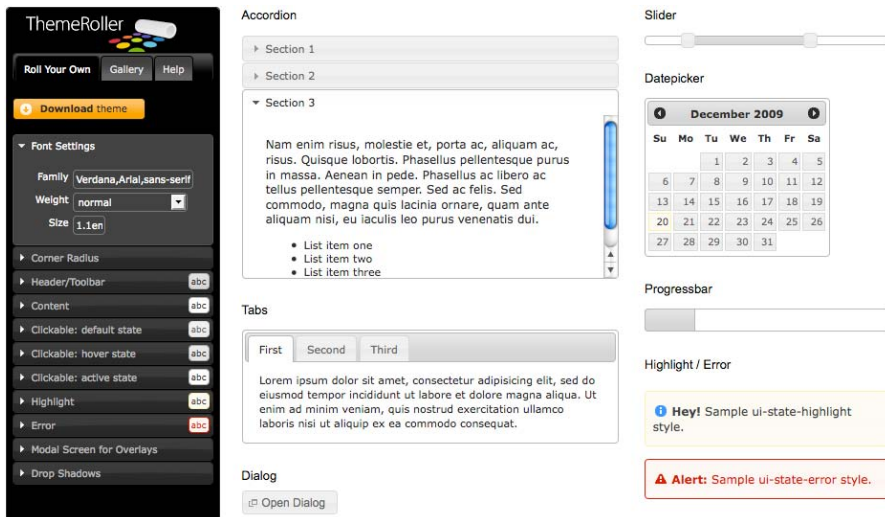 ThemeRoller
Roll Your Own
Gallery
Help
Download theme
Font Settings
Family Verdana,Arial,sans-serif
Weight normal
Size 1.1em
Corner Radius
Header/Toolbar abc
Content abc
Clickable: default state abc
Clickable: hover state abc
Clickable: active state abc
Highlight abc
Error abc
Modal Screen for Overlays
Drop Shadows
Accordion
Section 1
Section 2
Section 3
Nam enim risus, molestie et, porta ac, aliquam ac,
risus. Quisque lobortis. Phasellus pellentesque purus
in massa. Aenean in pede. Phasellus ac libero ac
tellus pellentesque semper. Sed ac felis. Sed
commodo, magna quis lacinia ornare, quam ante
aliquam nisi, eu iaculis leo purus venenatis dui.
• List item one
• List item two
• List item three
Tabs
First
Second
Third
Lorem ipsum dolor sit amet, consectetur adipisicing elit, sed do
eiusmod tempor incididunt ut labore et dolore magna aliqua. Ut
enim ad minim veniam, quis nostrud exercitation ullamco
laboris nisi ut aliquip ex ea commodo consequat.
Dialog
Open Dialog
Slider
Datepicker
December 2009
Su Mo Tu We Th Fr Sa
1 2 3 4 5
6 7 8 9 10 11 12
13 14 15 16 17 18 19
20 21 22 23 24 25 26
27 28 29 30 31
Progressbar
Highlight / Error
Hey! Sample ui-state-highlight
style.
Alert: Sample ui-state-error style.